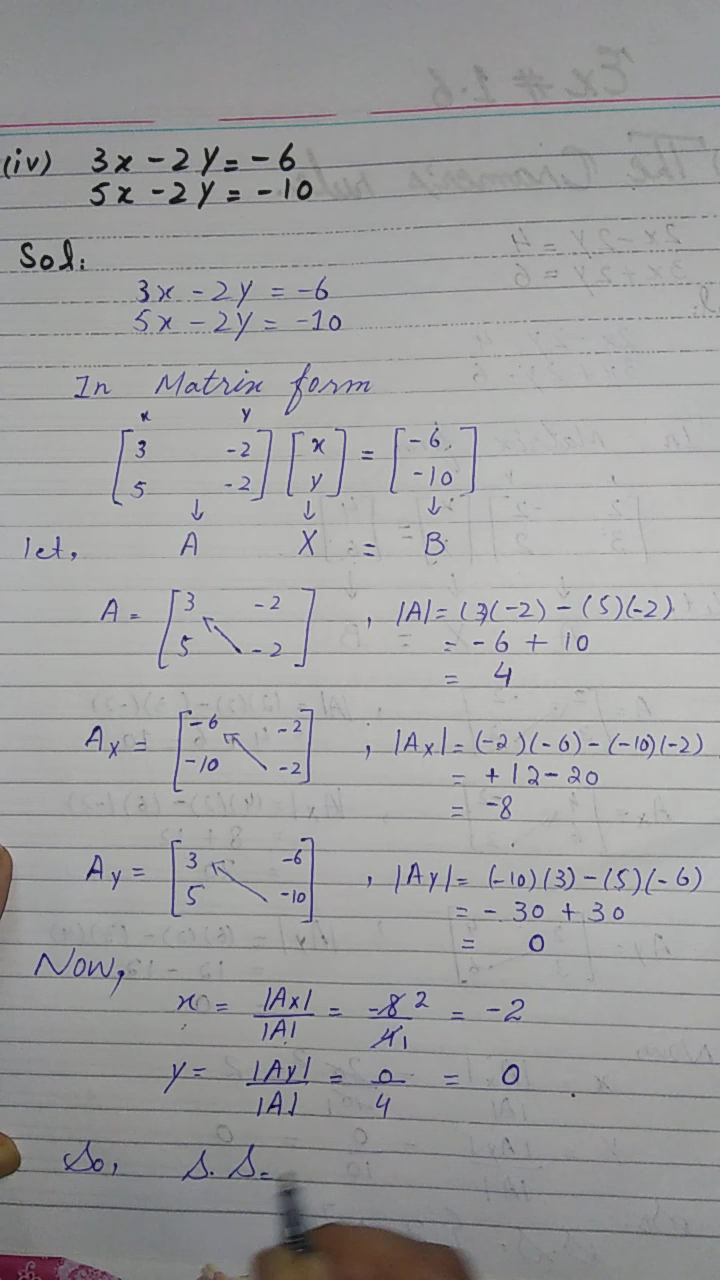 (iv) 3x - 2y = -6
5x - 2y = -10
Sol:
3x - 2y = -6
5x - 2y = -10
In Matrix form
x y
[3 -2] [x] = [-6]
[5 -2] [y] [-10]
↓ ↓ ↓
let, A X = B
A = [3 -2], |A| = (3)(-2) - (5)(-2)
[5 -2] = -6 + 10
= 4
Ax = [-6 -2], |Ax| = (-2)(-6) - (-10)(-2)
[-10 -2] = +12 - 20
= -8
Ay = [3 -6], |Ay| = (-10)(3) - (5)(-6)
[5 -10] = -30 + 30
= 0
Now,
x = |Ax| / |A| = -8 2 / 4 1 = -2
y = |Ay| / |A| = 0 / 4 = 0
So, S.S =